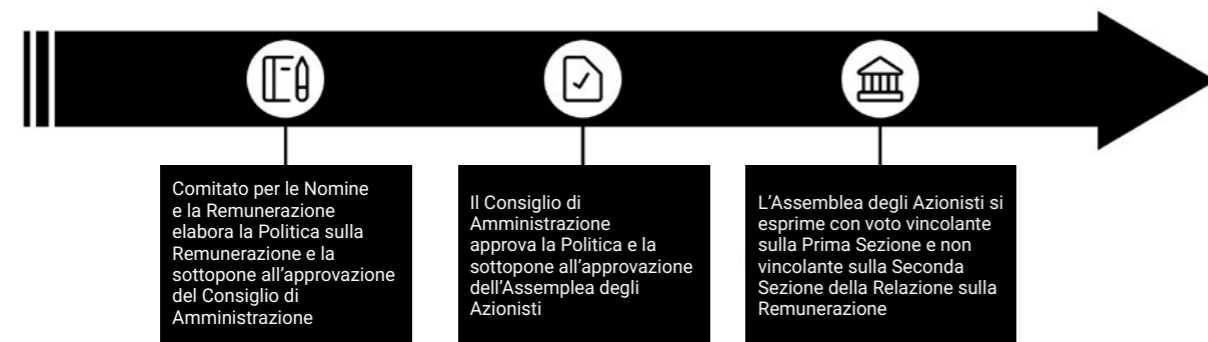 Comitato per le Nomine
e la Remunerazione
elabora la Politica sulla
Remunerazione e la
sottopone all'approvazione
del Consiglio di
Amministrazione
Il Consiglio di
Amministrazione
approva la Politica e la
sottopone all'approvazione
dell'Assemplea degli
Azionisti
L'Assemblea degli Azionisti si
esprime con voto vincolante
sulla Prima Sezione e non
vincolante sulla Seconda
Sezione della Relazione sulla
Remunerazione